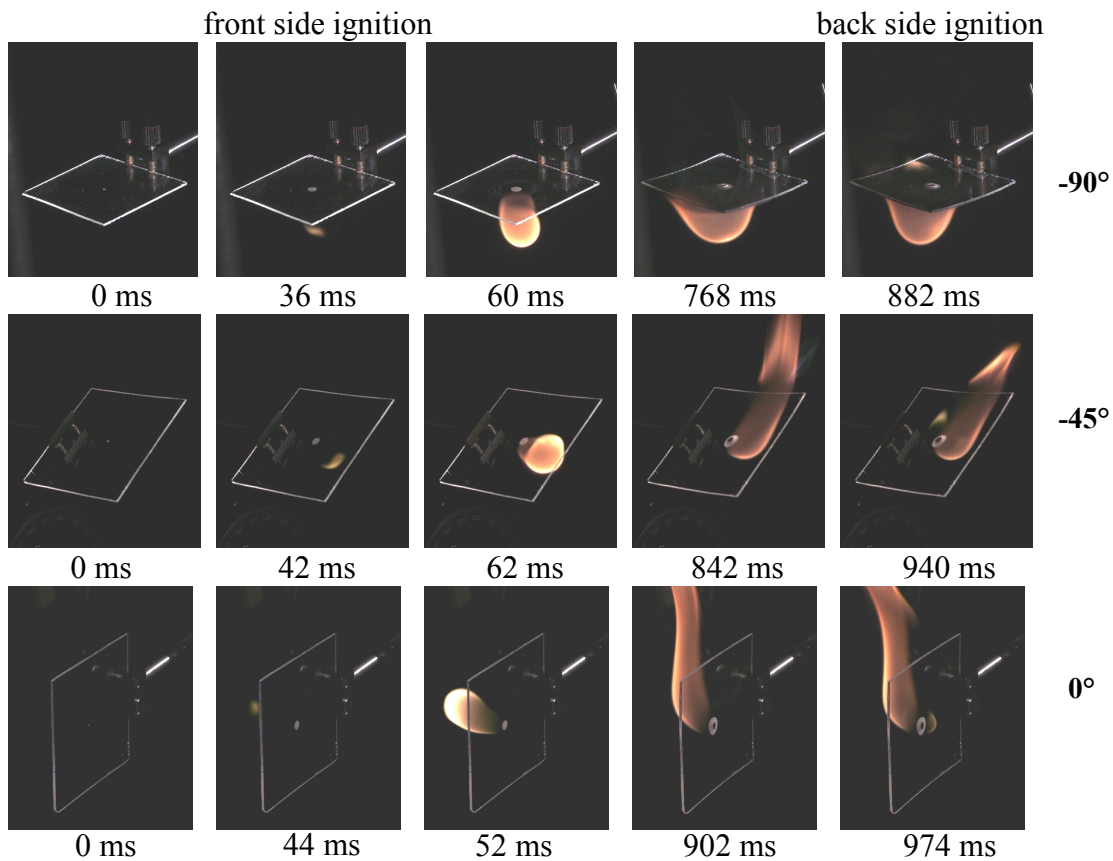 front side ignition back side ignition
-90°
0 ms 36 ms 60 ms 768 ms 882 ms
-45°
0 ms 42 ms 62 ms 842 ms 940 ms
0°
0 ms 44 ms 52 ms 902 ms 974 ms